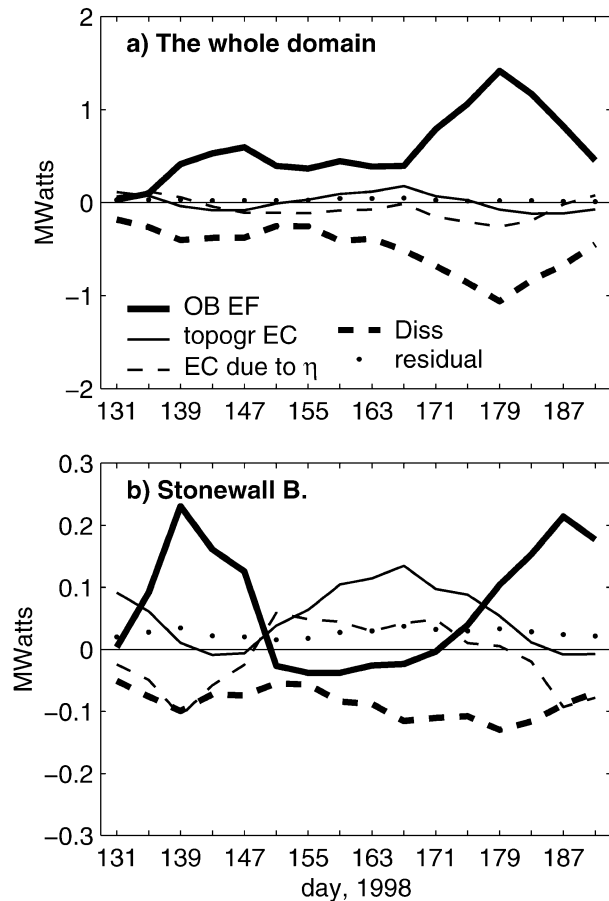 a) The whole domain
2
1
0
−1
−2
MWatts
OB EF
topogr EC
EC due to η
Diss
residual
131 139 147 155 163 171 179 187
b) Stonewall B.
0.3
0.2
0.1
0
−0.1
−0.2
−0.3
MWatts
131 139 147 155 163 171 179 187
day, 1998